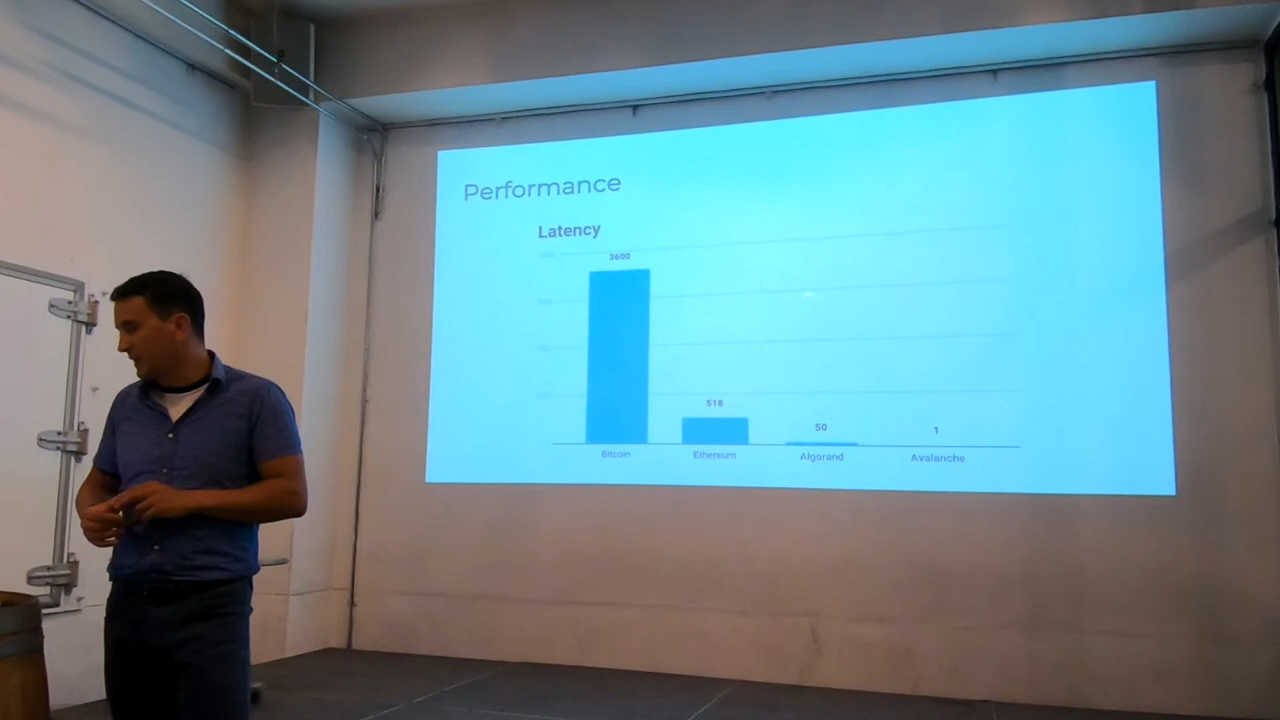 Performance
Latency
3600
518
50
1
Bitcoin
Ethereum
Algorand
Avalanche